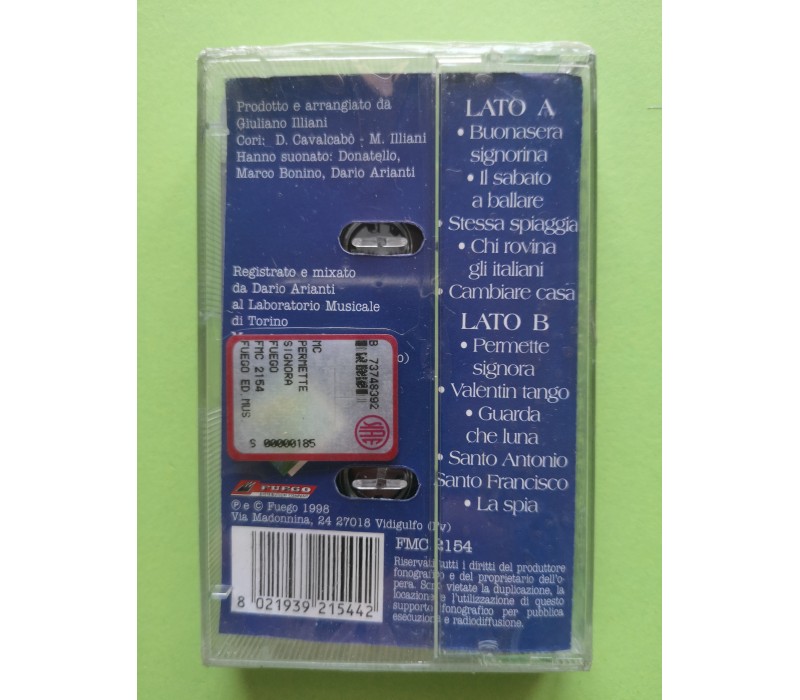 Prodotto e arrangiato da
Giuliano Illiani
Cori: D. Cavalcabò - M. Illiani
Hanno suonato: Donatello,
Marco Bonino, Dario Arianti
Registrato e mixato
da Dario Arianti
al Laboratorio Musicale
di Torino
MC
PERMETTE
SIGNORA
FUEGO
FMC 2154
FUEGO ED MUS
B 73748392
SIAE
S 00000185
FUEGO
℗ e © Fuego 1998
Via Madonnina, 24 27018 Vidigulfo (Pv)
8 021939 215442
LATO A
• Buonasera
signorina
• Il sabato
a ballare
• Stessa spiaggia
• Chi rovina
gli italiani
• Cambiare casa
LATO B
• Permette
signora
• Valentin tango
• Guarda
che luna
• Santo Antonio
Santo Francisco
• La spia
FMC 2154
Riservati tutti i diritti del produttore
fonografico e del proprietario dell'o-
pera. Sono vietate la duplicazione, la
locazione e l'utilizzazione di questo
supporto fonografico per pubblica
esecuzione e radiodiffusione.